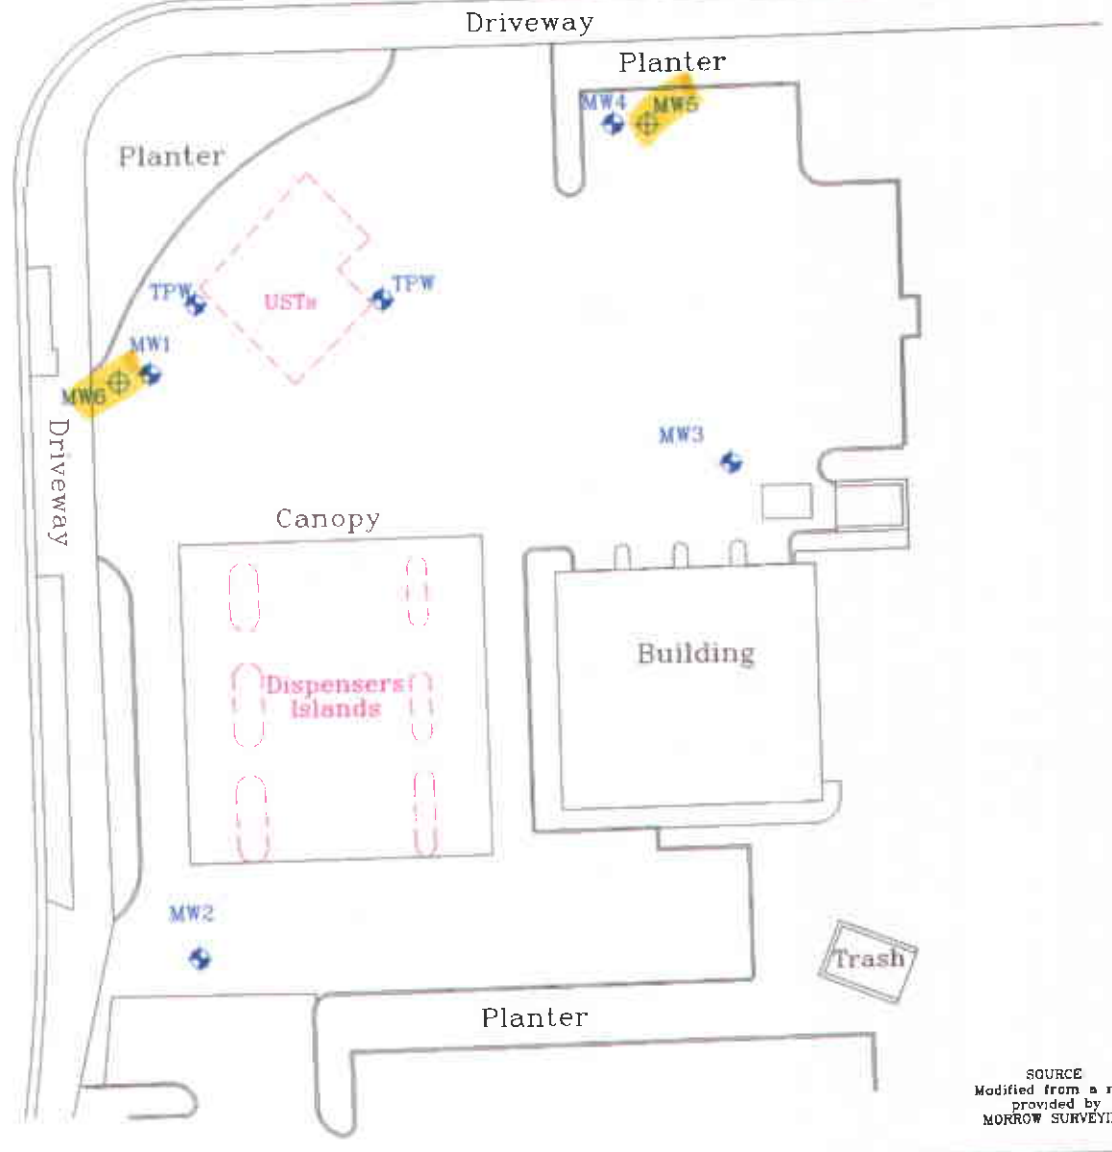 Driveway
Planter
MW4
MW5
Planter
TPW
USTs
TPW
MW1
MW6
Driveway
MW3
Canopy
Building
Dispensers
Islands
MW2
Trash
Planter
SOURCE
Modified from a
provided by
MORROW